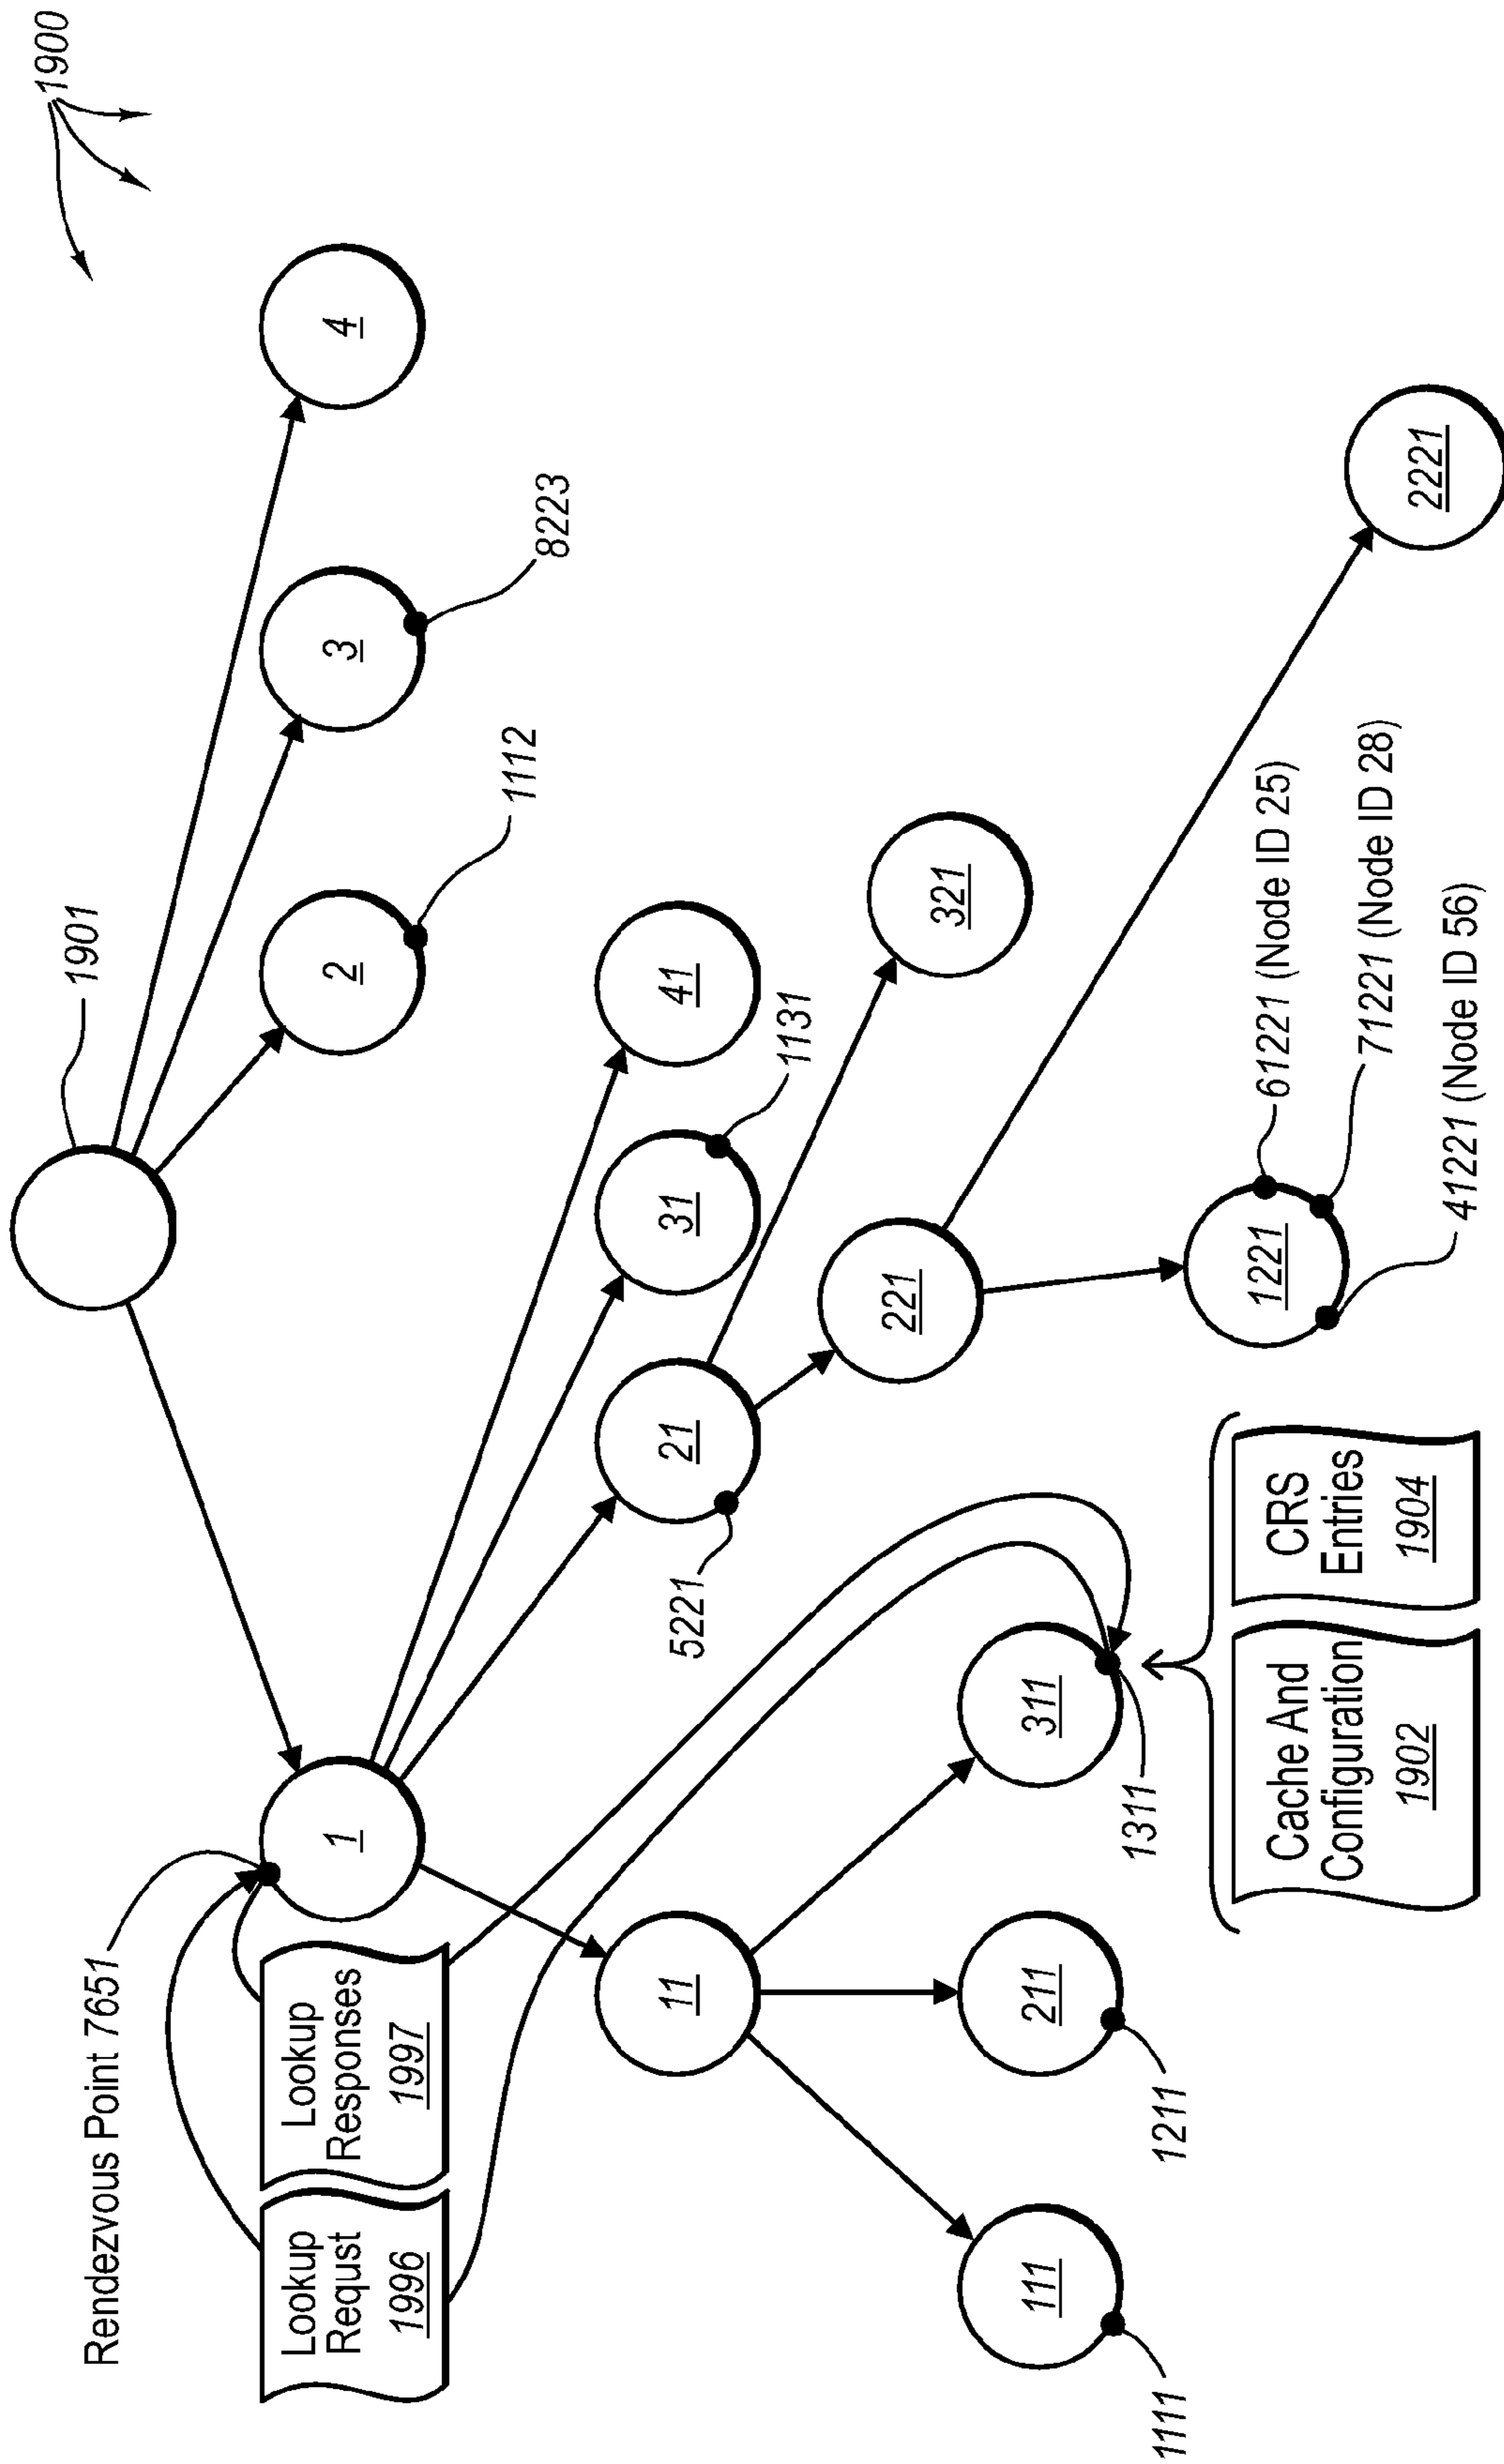 1900
1901
Rendezvous Point 7651
Lookup
Requst
1996
Lookup
Responses
1997
1
2
3
4
1112
8223
11
21
31
41
5221
1131
111
211
311
221
321
1111
1211
1311
1221
2221
61221 (Node ID 25)
71221 (Node ID 28)
41221 (Node ID 56)
Cache And
Configuration
1902
CRS
Entries
1904